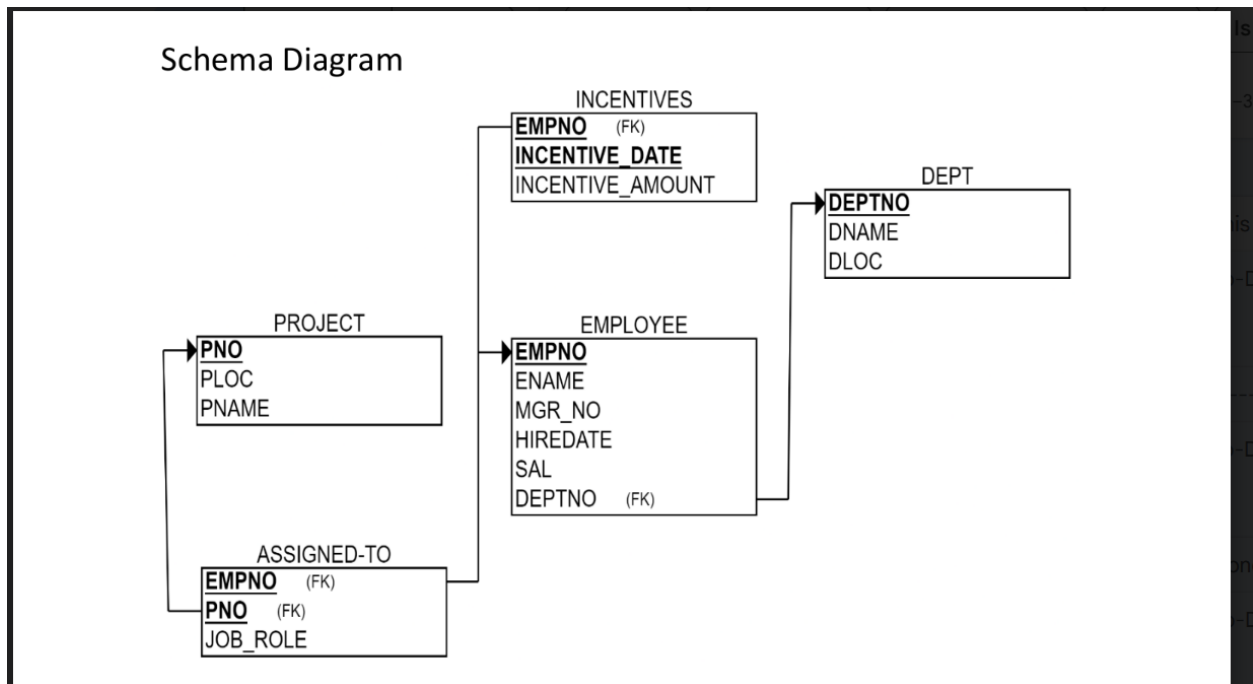 Schema Diagram
INCENTIVES
EMPNO (FK)
INCENTIVE_DATE
INCENTIVE_AMOUNT
DEPT
DEPTNO
DNAME
DLOC
PROJECT
PNO
PLOC
PNAME
EMPLOYEE
EMPNO
ENAME
MGR_NO
HIREDATE
SAL
DEPTNO (FK)
ASSIGNED-TO
EMPNO (FK)
PNO (FK)
JOB_ROLE